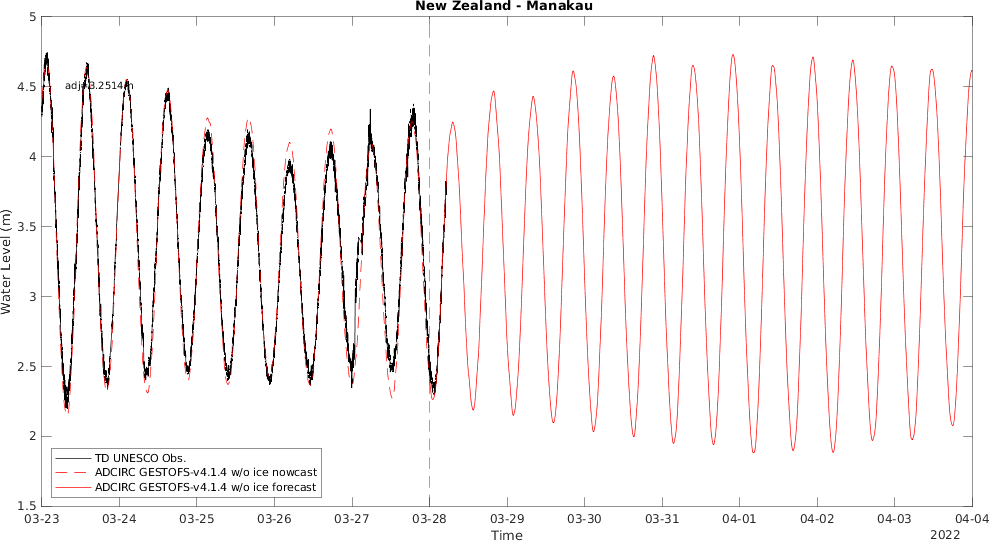 New Zealand - Manakau
5
4.5
4
3.5
3
2.5
2
1.5
Water Level (m)
adj=3.2514m
TD UNESCO Obs.
ADCIRC GESTOFS-v4.1.4 w/o ice nowcast
ADCIRC GESTOFS-v4.1.4 w/o ice forecast
03-23 03-24 03-25 03-26 03-27 03-28 03-29 03-30 03-31 04-01 04-02 04-03 04-04
Time
2022